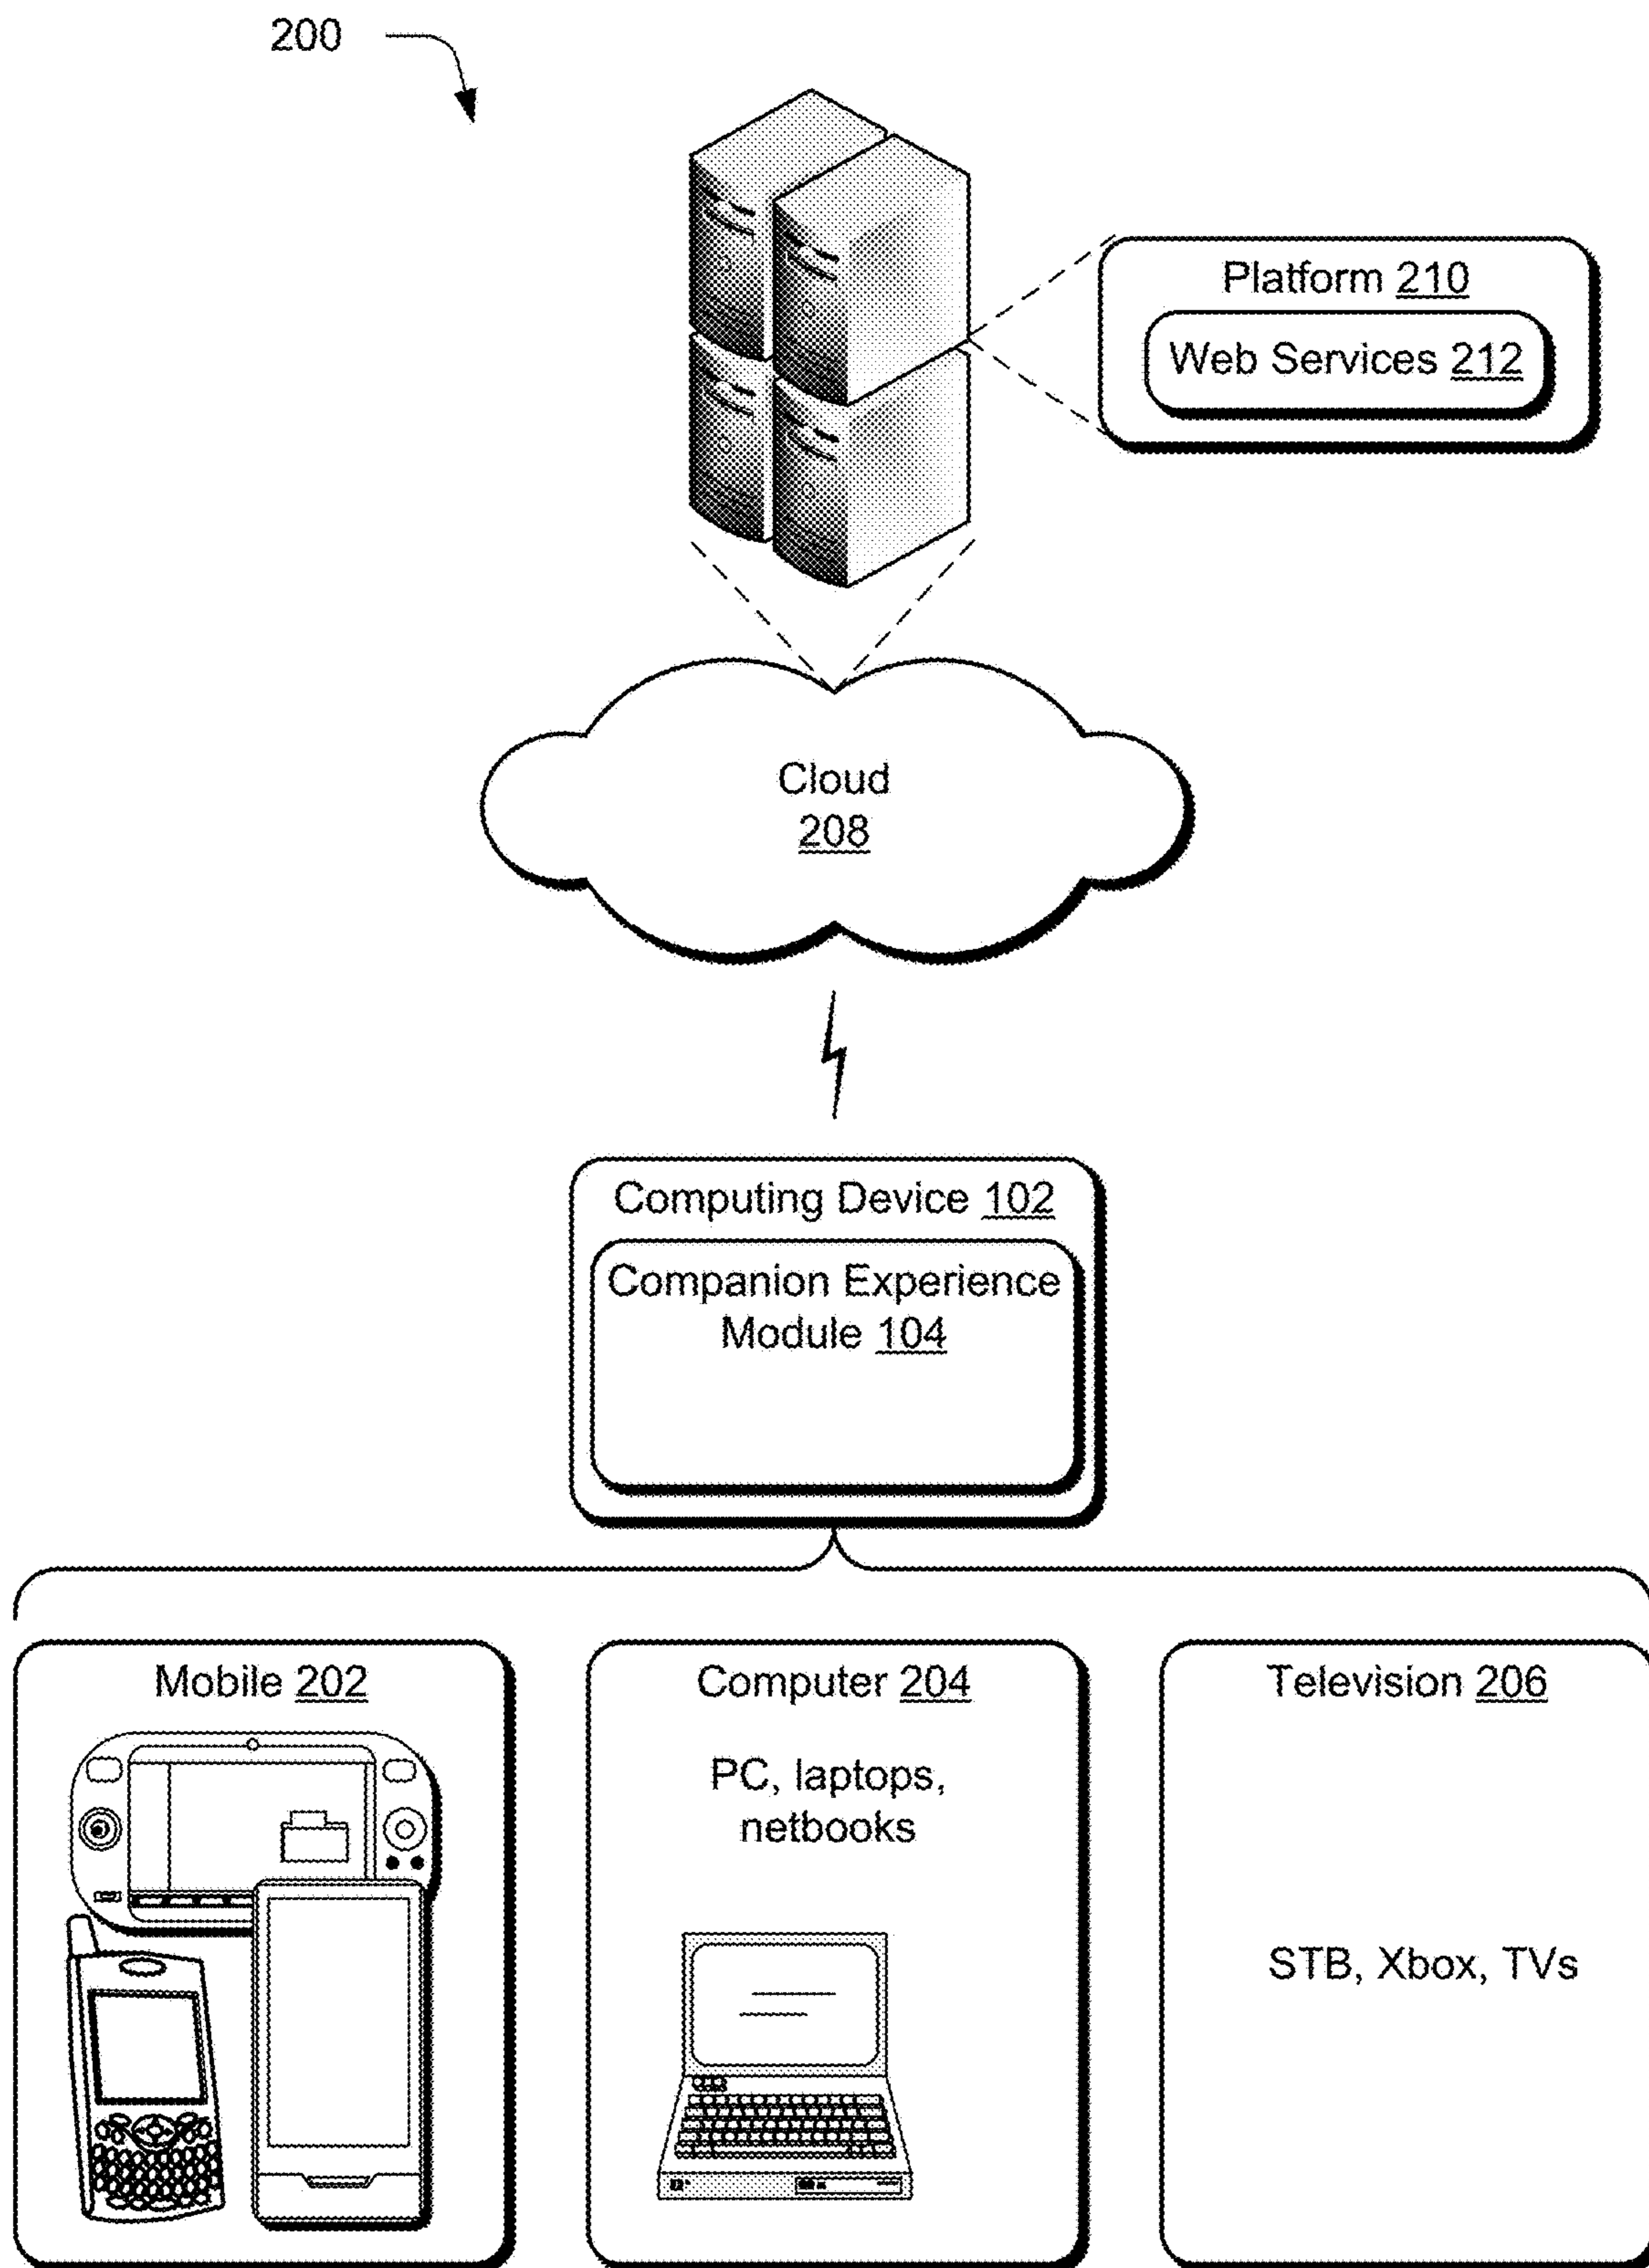 200
Platform 210
Web Services 212
Cloud
208
Computing Device 102
Companion Experience
Module 104
Mobile 202
Computer 204
PC, laptops,
netbooks
Television 206
STB, Xbox, TVs